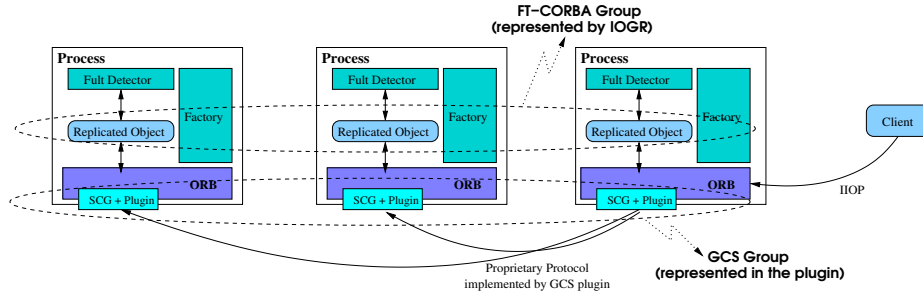 FT-CORBA Group
(represented by IOGR)
Process
Fult Detector
Factory
Replicated Object
ORB
SCG + Plugin
Process
Fult Detector
Factory
Replicated Object
ORB
SCG + Plugin
Process
Fult Detector
Factory
Replicated Object
ORB
SCG + Plugin
Client
IIOP
GCS Group
(represented in the plugin)
Proprietary Protocol
implemented by GCS plugin